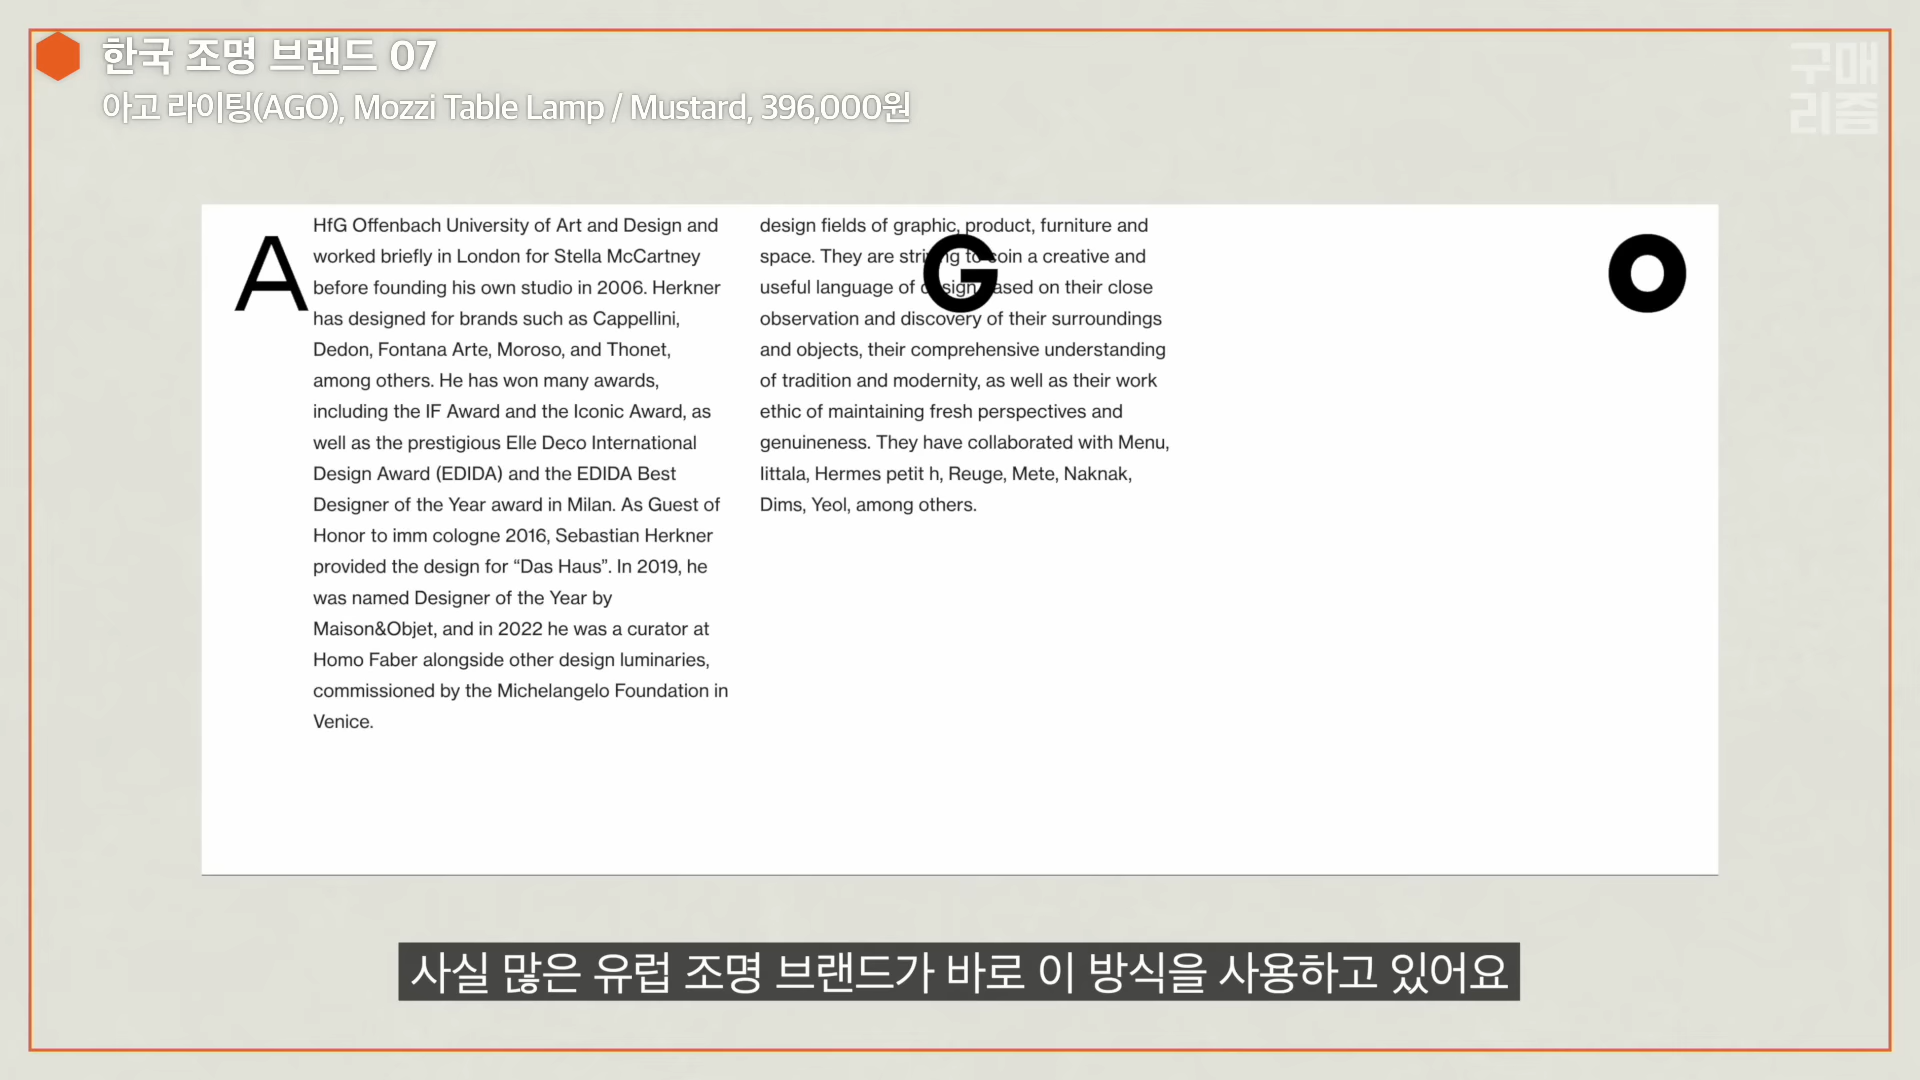 한국 조명 브랜드 07
아고 라이팅(AGO), Mozzi Table Lamp / Mustard, 396,000원
구매
리즘
A
G
O
HfG Offenbach University of Art and Design and
worked briefly in London for Stella McCartney
before founding his own studio in 2006. Herkner
has designed for brands such as Cappellini,
Dedon, Fontana Arte, Moroso, and Thonet,
among others. He has won many awards,
including the IF Award and the Iconic Award, as
well as the prestigious Elle Deco International
Design Award (EDIDA) and the EDIDA Best
Designer of the Year award in Milan. As Guest of
Honor to imm cologne 2016, Sebastian Herkner
provided the design for “Das Haus”. In 2019, he
was named Designer of the Year by
Maison&Objet, and in 2022 he was a curator at
Homo Faber alongside other design luminaries,
commissioned by the Michelangelo Foundation in
Venice.
design fields of graphic, product, furniture and
space. They are to coin a creative and
useful language of design based on their close
observation and discovery of their surroundings
and objects, their comprehensive understanding
of tradition and modernity, as well as their work
ethic of maintaining fresh perspectives and
genuineness. They have collaborated with Menu,
Iittala, Hermes petit h, Reuge, Mete, Naknak,
Dims, Yeol, among others.
사실 많은 유럽 조명 브랜드가 바로 이 방식을 사용하고 있어요